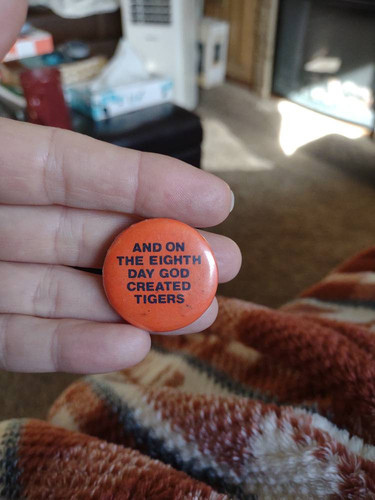 AND ON
THE EIGHTH
DAY GOD
CREATED
TIGERS